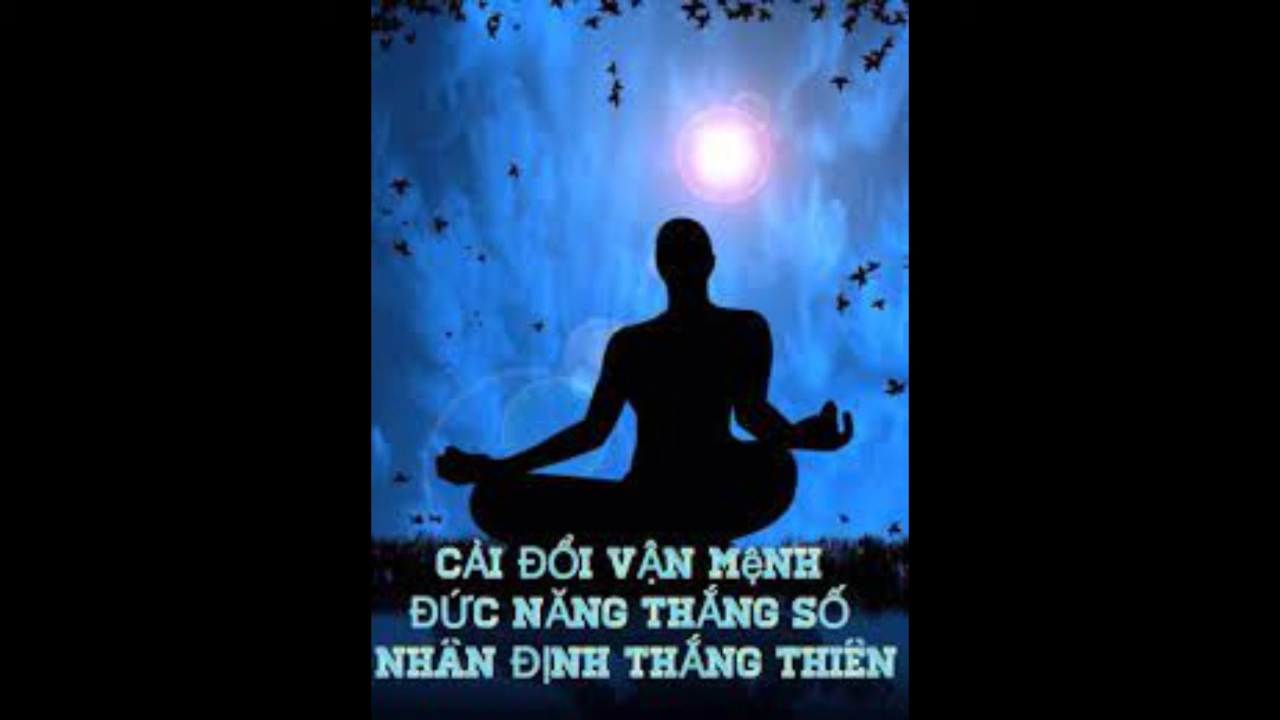 CẢI ĐỔI VẬN MỆNH
ĐỨC NĂNG THẮNG SỐ
NHÂN ĐỊNH THẮNG THIÊN